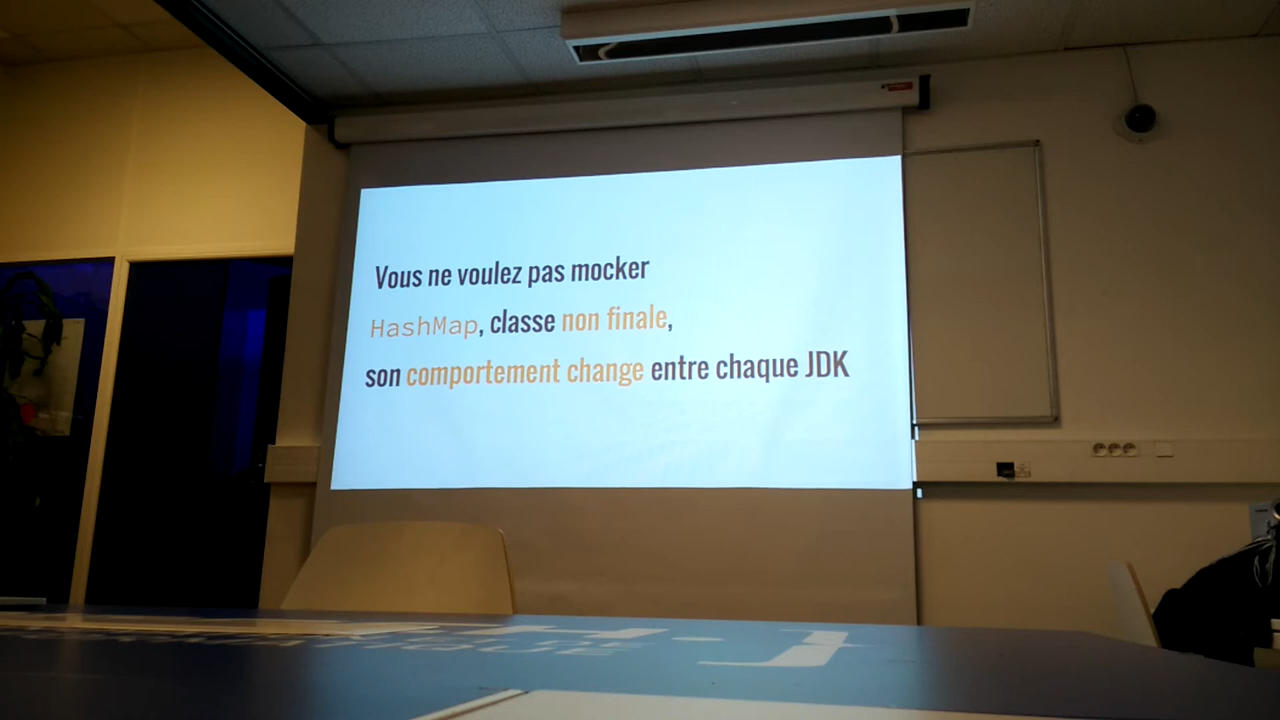 Vous ne voulez pas mocker
HashMap, classe non finale,
son comportement change entre chaque JDK